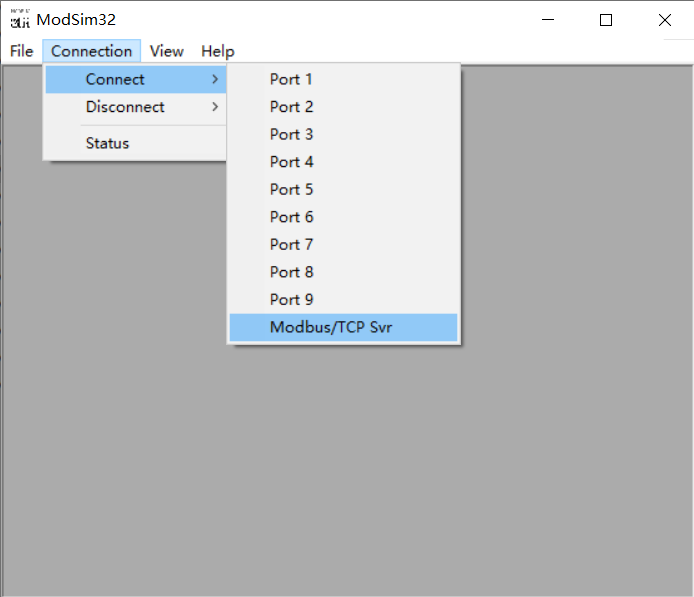 ModSim32
File Connection View Help
Connect
Disconnect
Status
Port 1
Port 2
Port 3
Port 4
Port 5
Port 6
Port 7
Port 8
Port 9
Modbus/TCP Svr